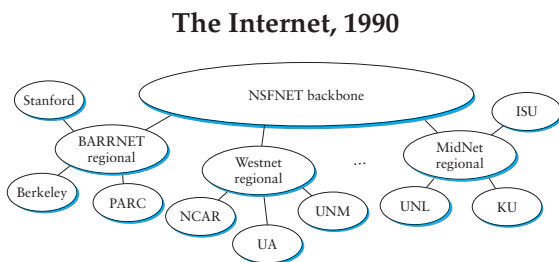 The Internet, 1990
NSFNET backbone
Stanford
ISU
BARRNET
regional
Westnet
regional
...
MidNet
regional
Berkeley
PARC
NCAR
UNM
UNL
KU
UA